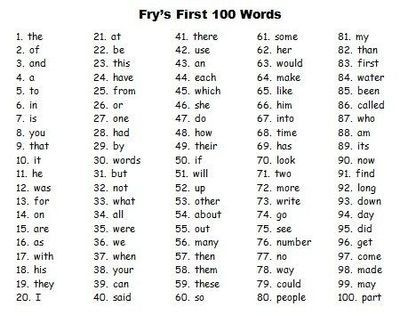 Fry's First 100 Words
1. the 21. at 41. there 61. some 81. my
2. of 22. be 42. use 62. her 82. than
3. and 23. this 43. an 63. would 83. first
4. a 24. have 44. each 64. make 84. water
5. to 25. from 45. which 65. like 85. been
6. in 26. or 46. she 66. him 86. called
7. is 27. one 47. do 67. into 87. who
8. you 28. had 48. how 68. time 88. am
9. that 29. by 49. their 69. has 89. its
10. it 30. words 50. if 70. look 90. now
11. he 31. but 51. will 71. two 91. find
12. was 32. not 52. up 72. more 92. long
13. for 33. what 53. other 73. write 93. down
14. on 34. all 54. about 74. go 94. day
15. are 35. were 55. out 75. see 95. did
16. as 36. we 56. many 76. number 96. get
17. with 37. when 57. then 77. no 97. come
18. his 38. your 58. them 78. way 98. made
19. they 39. can 59. these 79. could 99. may
20. I 40. said 60. so 80. people 100. part